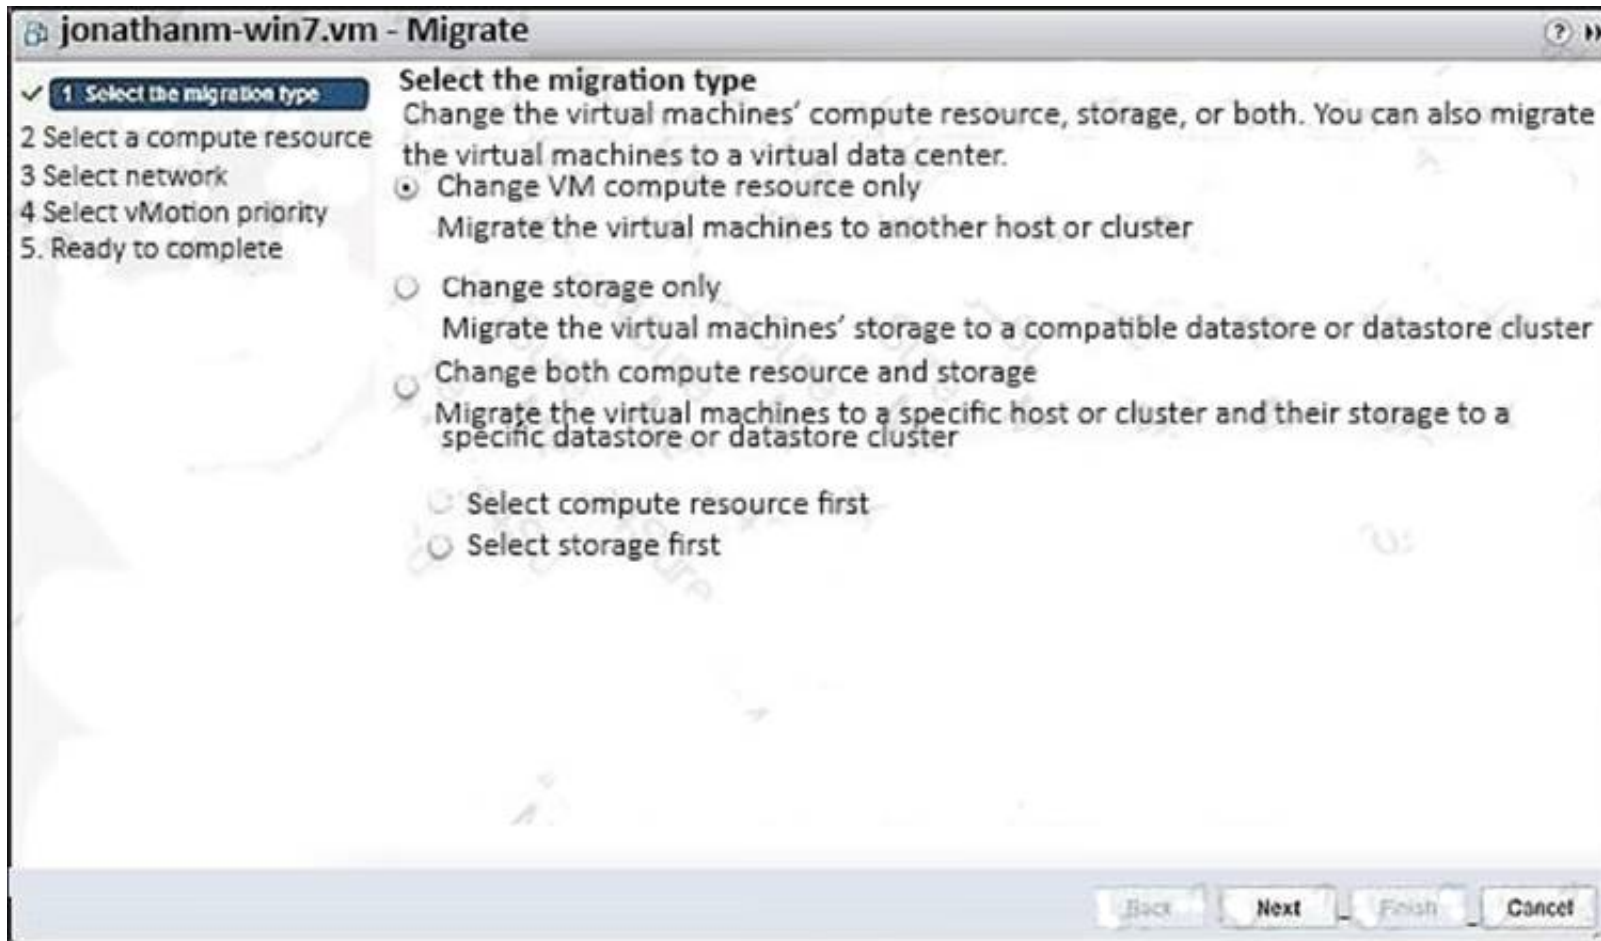 jonathanm-win7.vm - Migrate
1 Select the migration type
2 Select a compute resource
3 Select network
4 Select vMotion priority
5. Ready to complete
Select the migration type
Change the virtual machines’ compute resource, storage, or both. You can also migrate
the virtual machines to a virtual data center.
Change VM compute resource only
Migrate the virtual machines to another host or cluster
Change storage only
Migrate the virtual machines’ storage to a compatible datastore or datastore cluster
Change both compute resource and storage
Migrate the virtual machines to a specific host or cluster and their storage to a
specific datastore or datastore cluster
Select compute resource first
Select storage first
Back Next Finish Cancel